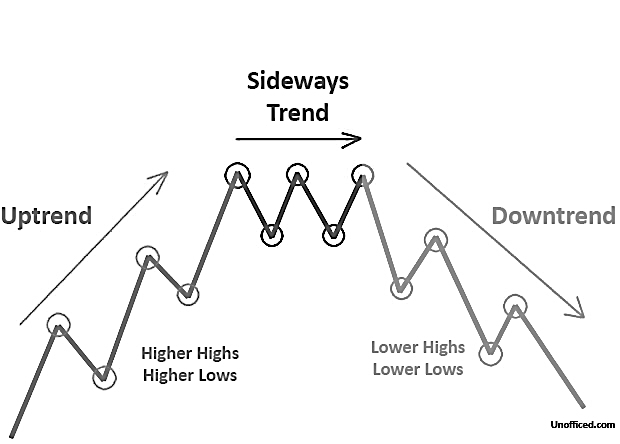 Sideways
Trend
Uptrend
Downtrend
Higher Highs
Higher Lows
Lower Highs
Lower Lows
Unofficed.com